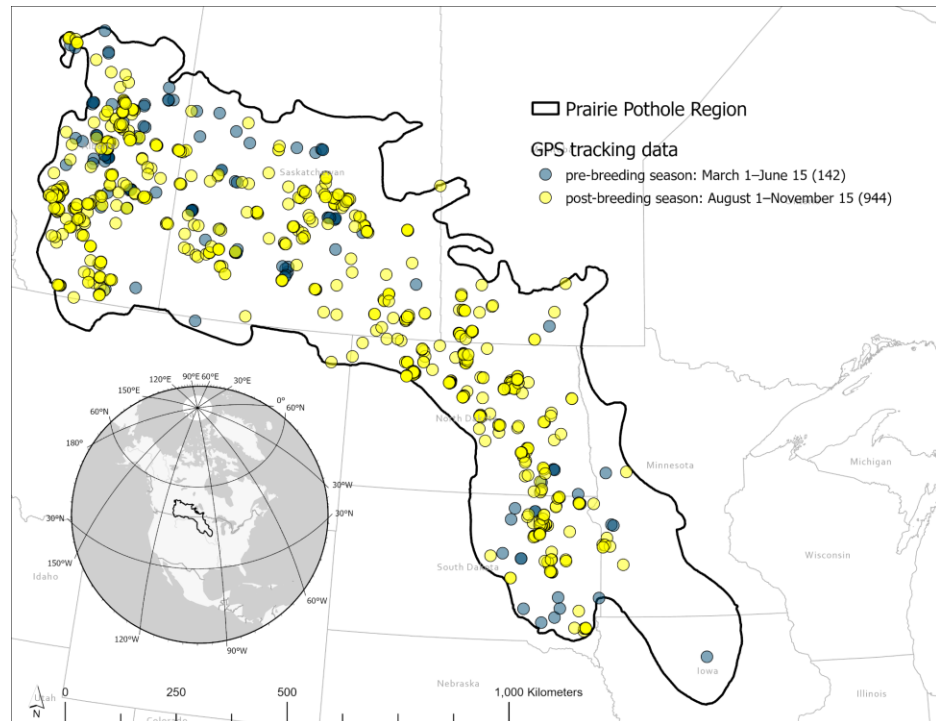 Prairie Pothole Region
GPS tracking data
pre-breeding season: March 1–June 15 (142)
post-breeding season: August 1–November 15 (944)
Saskatchewan
North Dakota
Minnesota
Michigan
Wisconsin
South Dakota
Iowa
Nebraska
Illinois
Idaho
Utah
Colorado
90°E 60°E
120°E
30°E
150°E
0°
60°N
60°N
180°
30°W
30°N
30°N
150°W
60°W
120°W
90°W
N
0
250
500
1,000 Kilometers